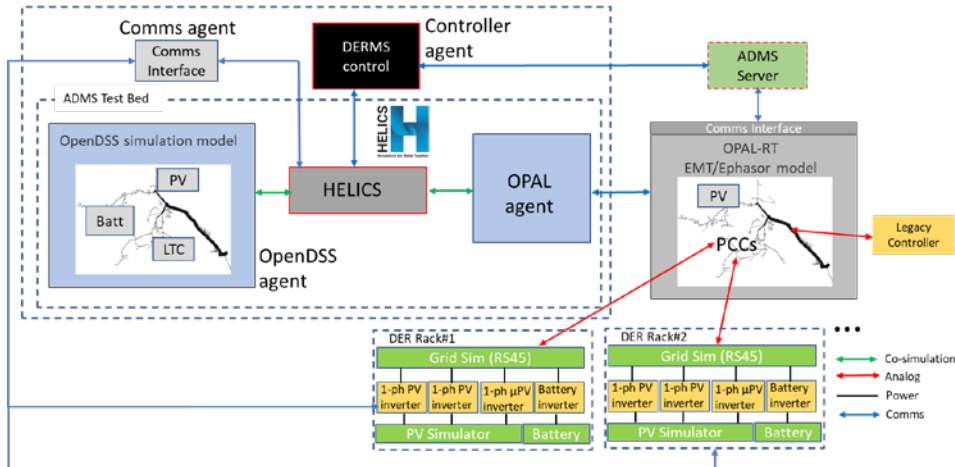 Comms agent
Comms
Interface
DERMS
control
Controller
agent
ADMS
Server
ADMS Test Bed
HELICS
OpenDSS simulation model
PV
Batt
LTC
OpenDSS
agent
HELICS
OPAL
agent
Comms Interface
OPAL-RT
EMT/Ephasor model
PV
PCCs
Legacy
Controller
DER Rack#1
Grid Sim (RS45)
1-ph PV
inverter
1-ph PV
inverter
1-ph µPV
inverter
Battery
inverter
PV Simulator
Battery
DER Rack#2
Grid Sim (RS45)
1-ph PV
inverter
1-ph PV
inverter
1-ph µPV
inverter
Battery
inverter
PV Simulator
Battery
Co-simulation
Analog
Power
Comms